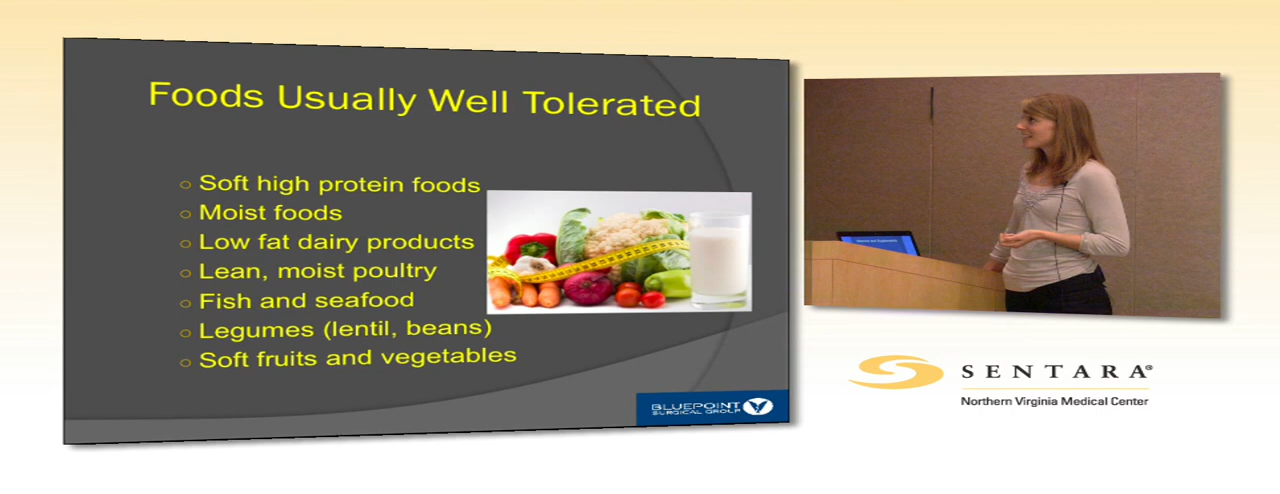 Foods Usually Well Tolerated
Soft high protein foods
Moist foods
Low fat dairy products
Lean, moist poultry
Fish and seafood
Legumes (lentil, beans)
Soft fruits and vegetables
BLUEPOINT
SURGICAL GROUP
SENTARA®
Northern Virginia Medical Center